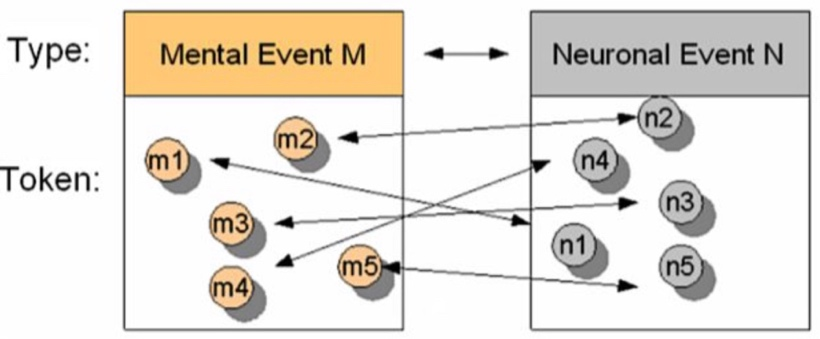 Type:
Mental Event M
Neuronal Event N
Token:
m1
m2
m3
m4
m5
n2
n4
n3
n1
n5